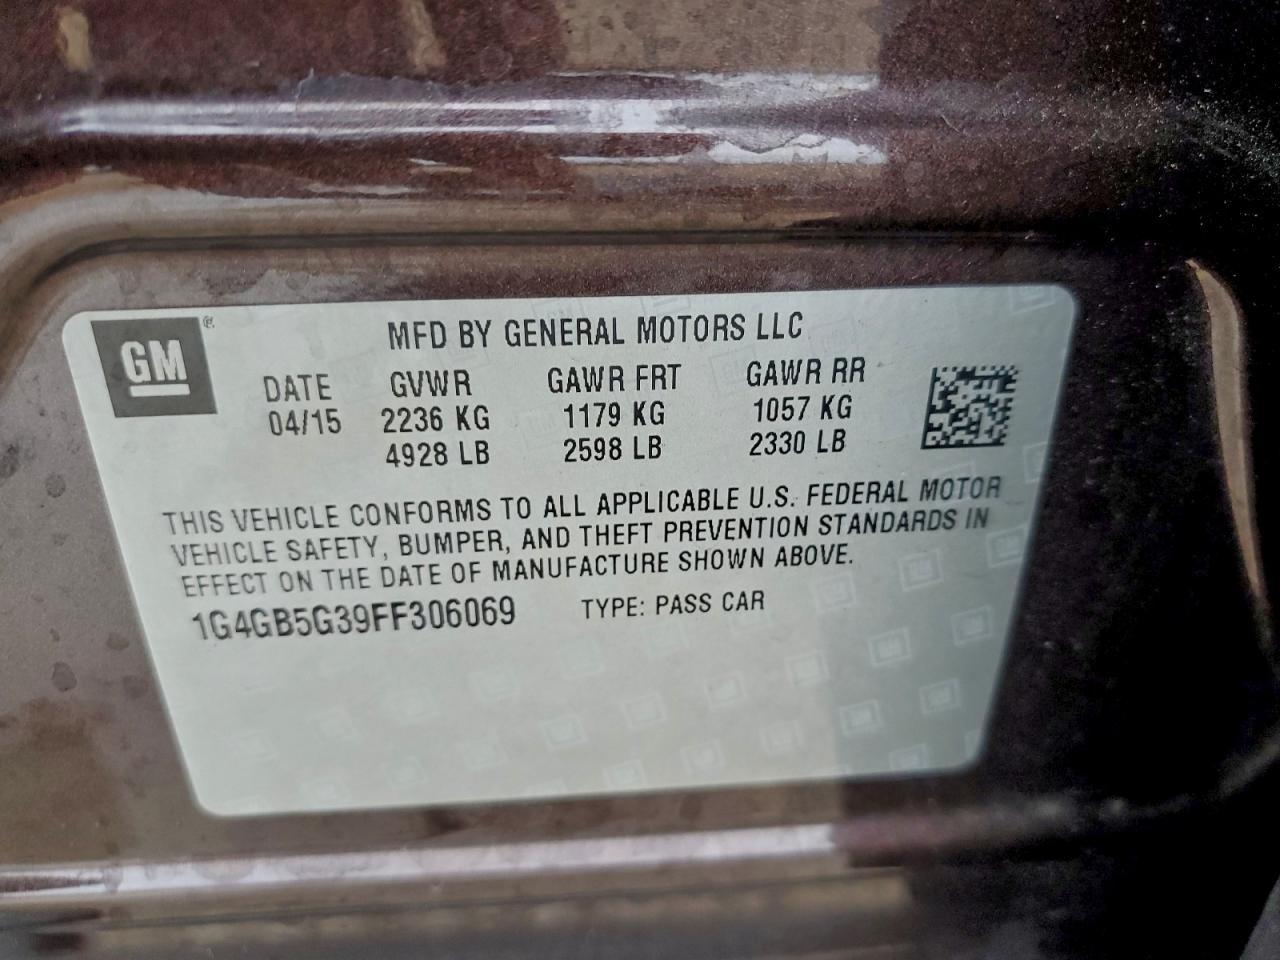 GM ®
MFD BY GENERAL MOTORS LLC
DATE GVWR GAWR FRT GAWR RR
04/15 2236 KG 1179 KG 1057 KG
4928 LB 2598 LB 2330 LB
THIS VEHICLE CONFORMS TO ALL APPLICABLE U.S. FEDERAL MOTOR
VEHICLE SAFETY, BUMPER, AND THEFT PREVENTION STANDARDS IN
EFFECT ON THE DATE OF MANUFACTURE SHOWN ABOVE.
1G4GB5G39FF306069 TYPE: PASS CAR